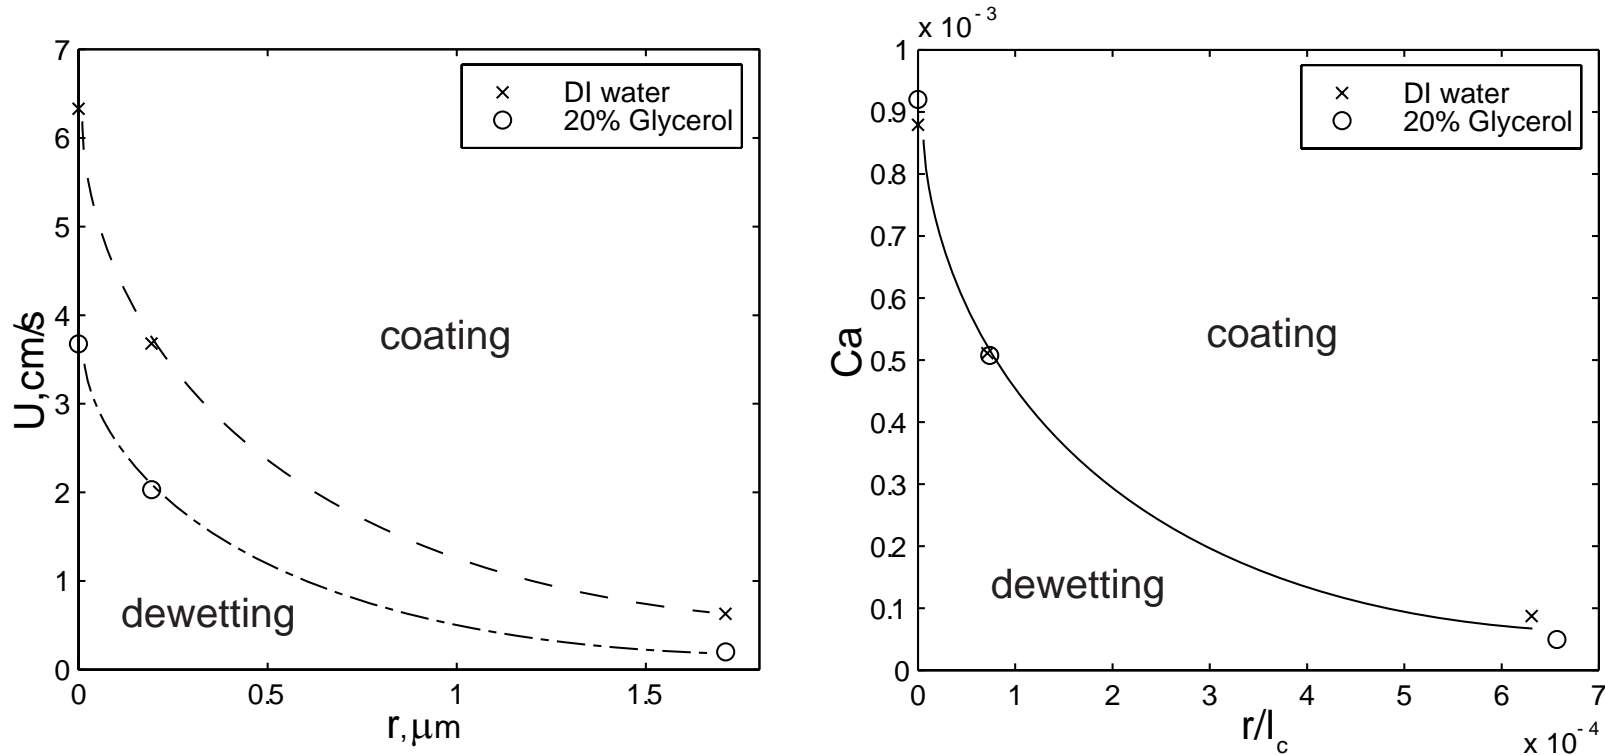 7
6
5
4
3
2
1
0
U,cm/s
DI water
20% Glycerol
coating
dewetting
0 0.5 1 1.5
r,μm
x 10⁻³
1
0.9
0.8
0.7
0.6
0.5
0.4
0.3
0.2
0.1
0
Ca
DI water
20% Glycerol
coating
dewetting
0 1 2 3 4 5 6 7
r/l_c
x 10⁻⁴